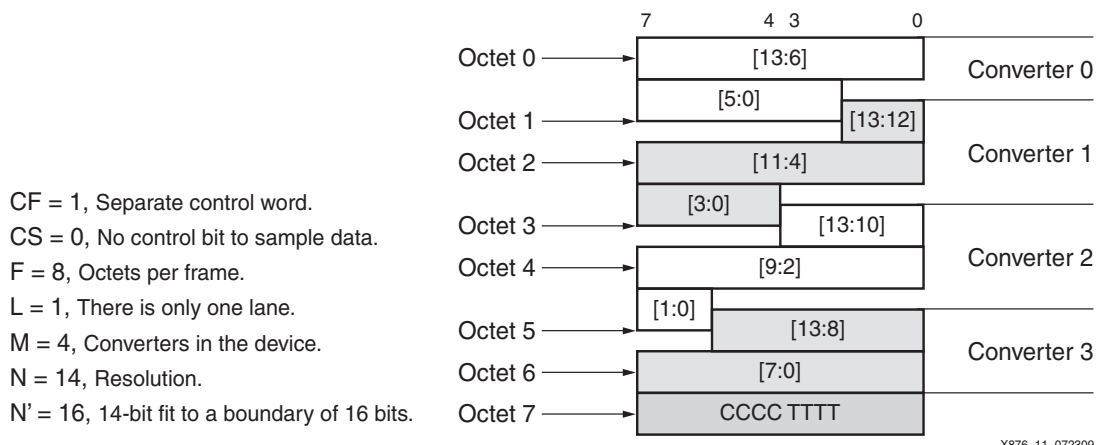 7 4 3 0
Octet 0 [13:6] Converter 0
[5:0]
Octet 1 [13:12]
Octet 2 [11:4] Converter 1
CF = 1, Separate control word. [3:0]
CS = 0, No control bit to sample data. Octet 3 [13:10]
F = 8, Octets per frame. Octet 4 [9:2] Converter 2
L = 1, There is only one lane. [1:0]
M = 4, Converters in the device. Octet 5 [13:8] Converter 3
N = 14, Resolution. Octet 6 [7:0]
N' = 16, 14-bit fit to a boundary of 16 bits. Octet 7 CCCC TTTT
X876_11_072309